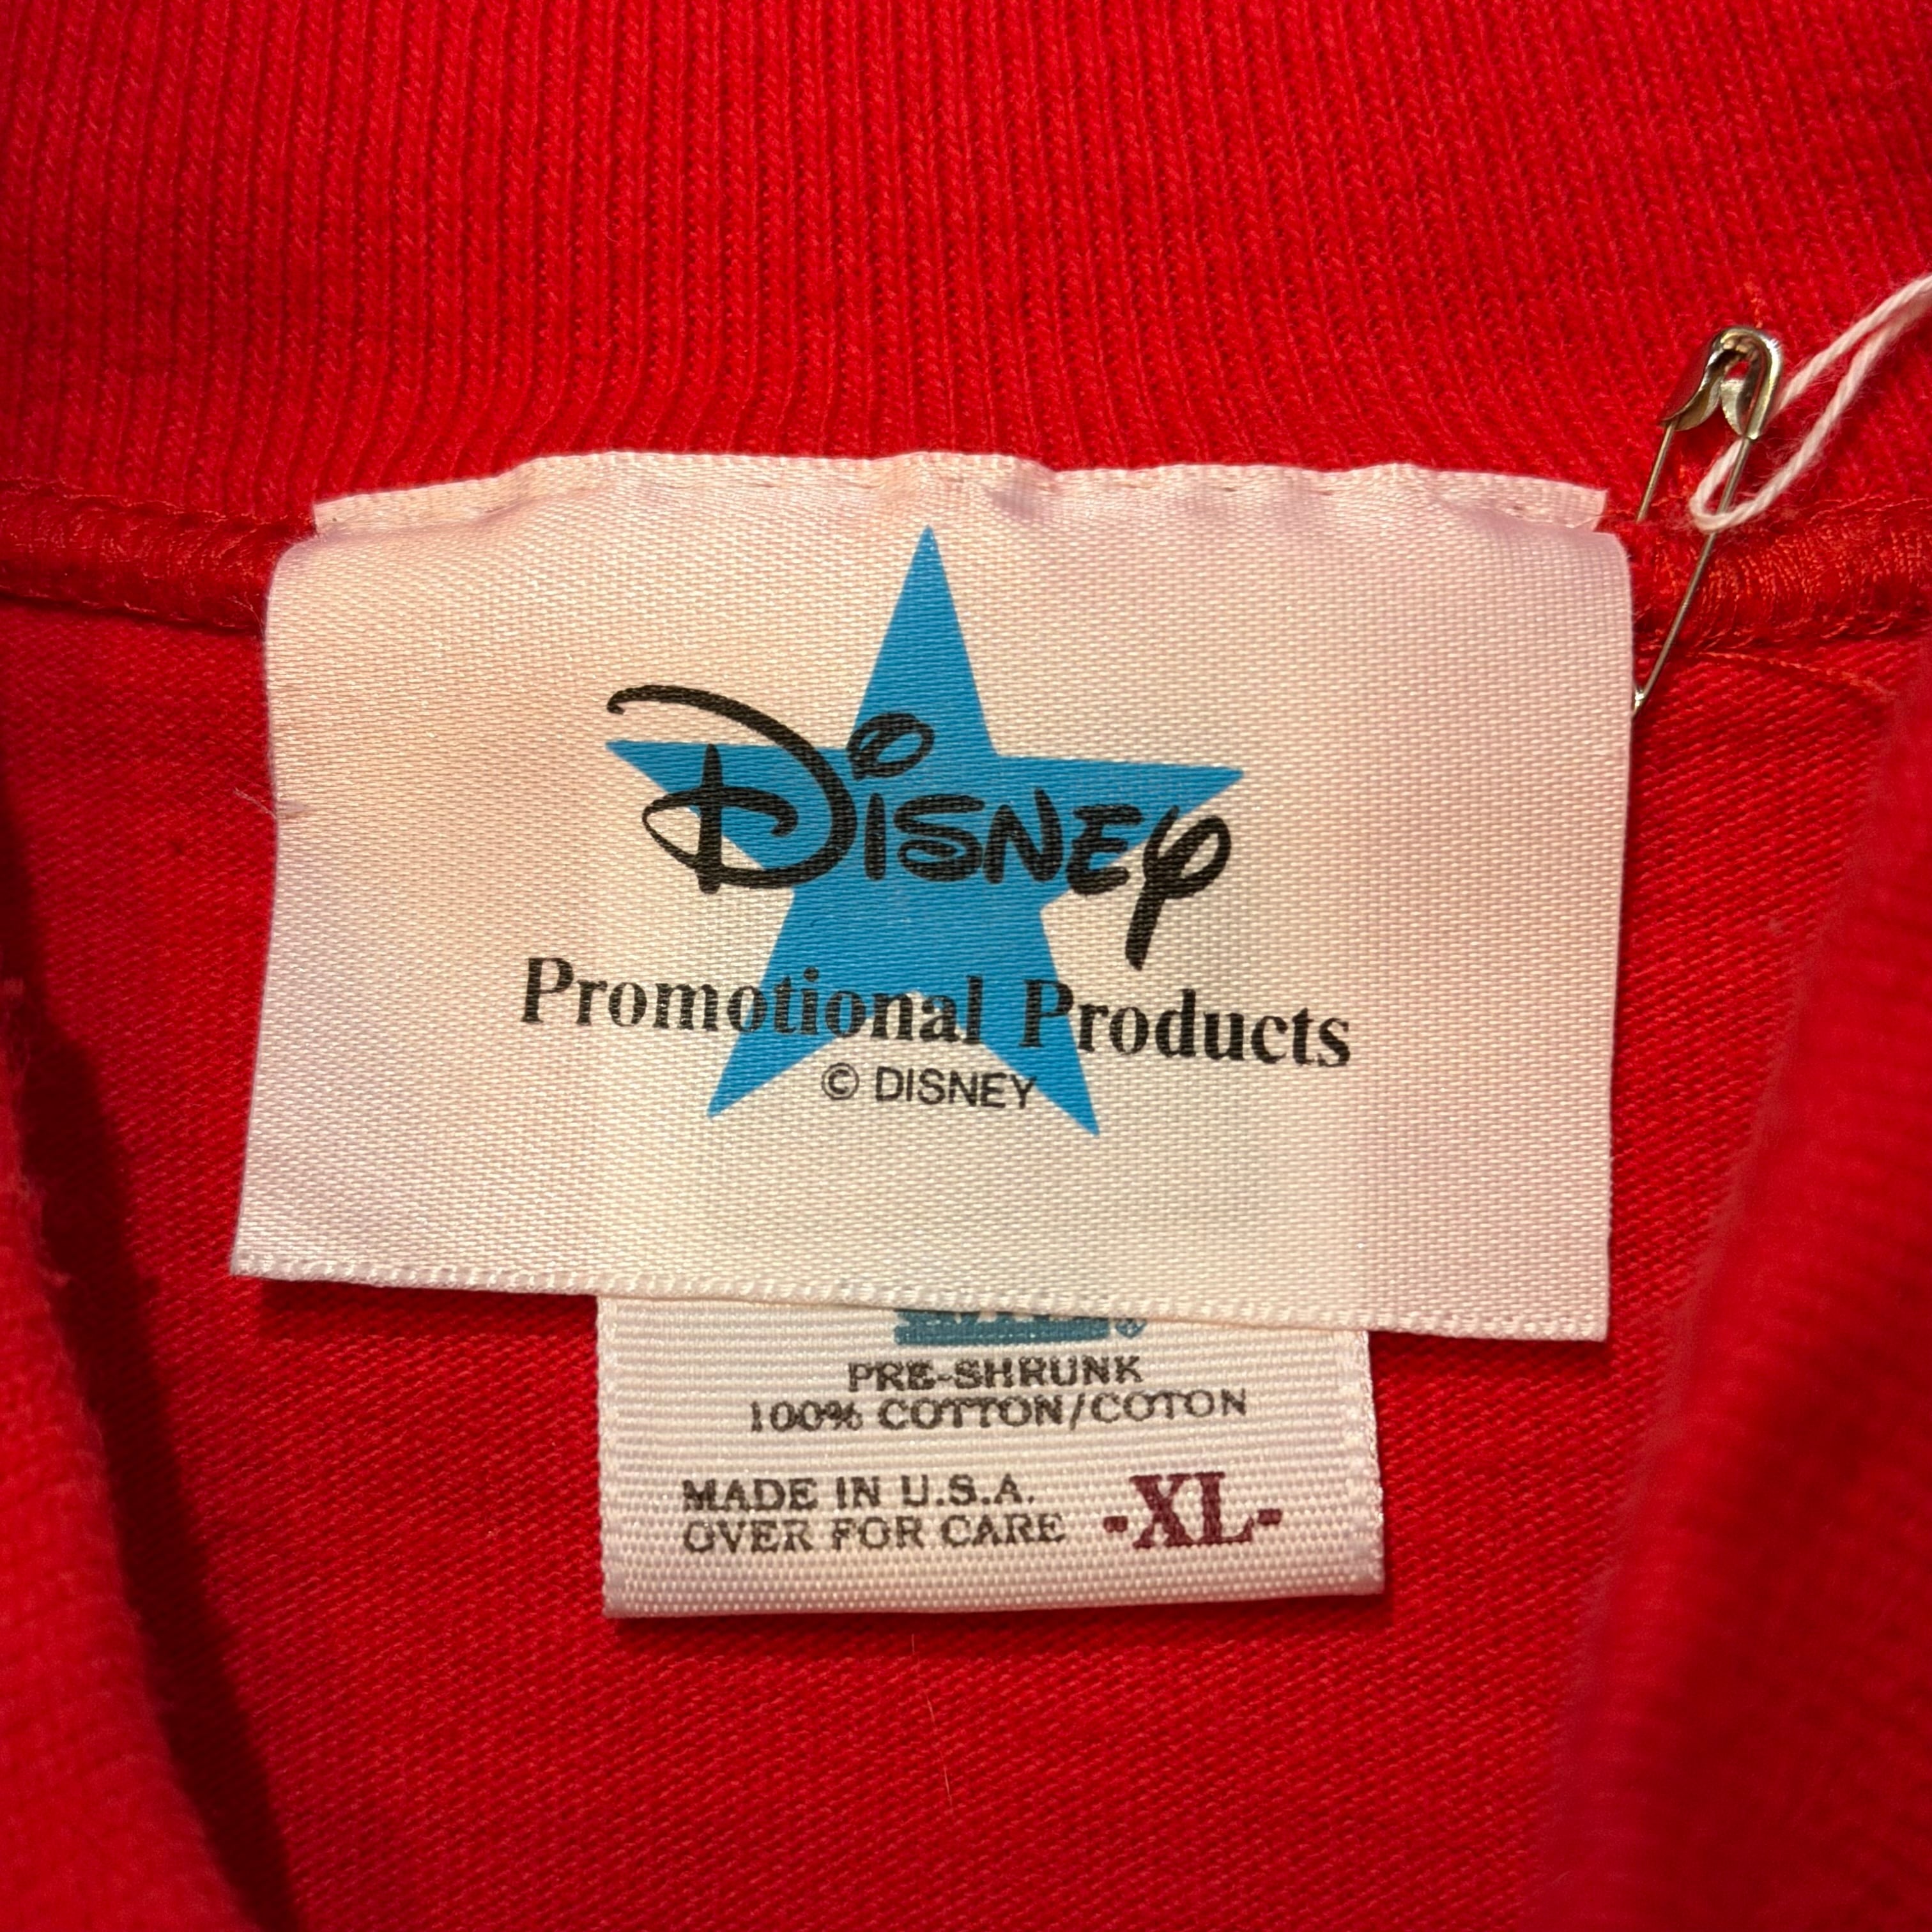 Disney
Promotional Products
© DISNEY
®
PRE-SHRUNK
100% COTTON/COTON
MADE IN U.S.A.
OVER FOR CARE -XL-